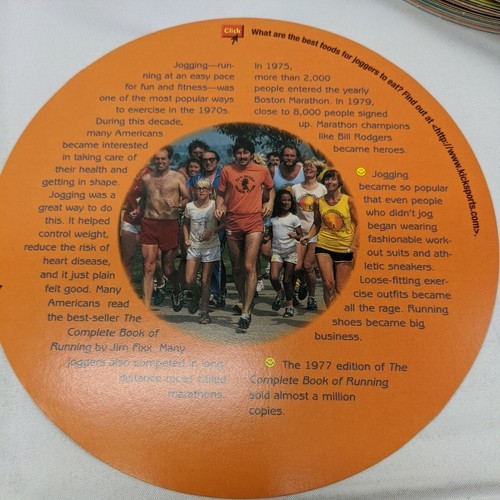 Click
What are the best foods for joggers to eat? Find out at <http://www.kicksports.com>.
Jogging—run-
ning at an easy pace
for fun and fitness—was
one of the most popular ways
to exercise in the 1970s.
During this decade,
many Americans
became interested
in taking care of
their health and
getting in shape.
Jogging was a
great way to do
this. It helped
control weight,
reduce the risk of
heart disease,
and it just plain
felt good. Many
Americans read
the best-seller The
Complete Book of
Running by Jim Fixx. Many
joggers also competed in long
distance races called
marathons.
In 1975,
more than 2,000
people entered the yearly
Boston Marathon. In 1979,
close to 8,000 people signed
up. Marathon champions
like Bill Rodgers
became heroes.
Jogging
became so popular
that even people
who didn't jog
began wearing
fashionable work-
out suits and ath-
letic sneakers.
Loose-fitting exer-
cise outfits became
all the rage. Running
shoes became big
business.
The 1977 edition of The
Complete Book of Running
sold almost a million
copies.